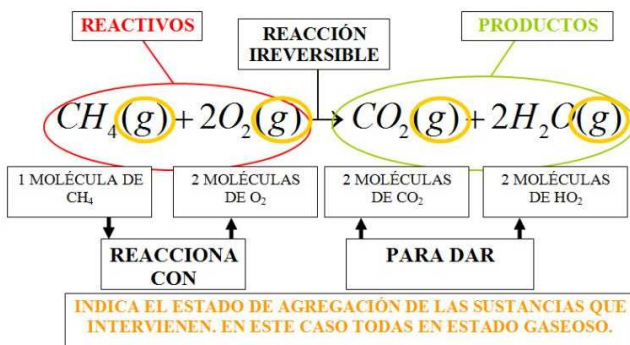 REACTIVOS
REACCIÓN
IREVERSIBLE
PRODUCTOS
CH₄(g)+2O₂(g)→CO₂(g)+2H₂O(g)
1 MOLÉCULA DE
CH₄
2 MOLÉCULAS
DE O₂
2 MOLÉCULAS
DE CO₂
2 MOLÉCULAS
DE HO₂
REACCIONA
CON
PARA DAR
INDICA EL ESTADO DE AGREGACIÓN DE LAS SUSTANCIAS QUE
INTERVIENEN. EN ESTE CASO TODAS EN ESTADO GASEOSO.